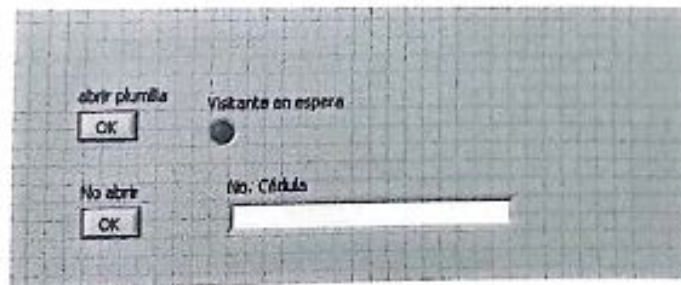 abrir plumilla
Visitante en espera
OK
No abrir
No. Cédula
OK